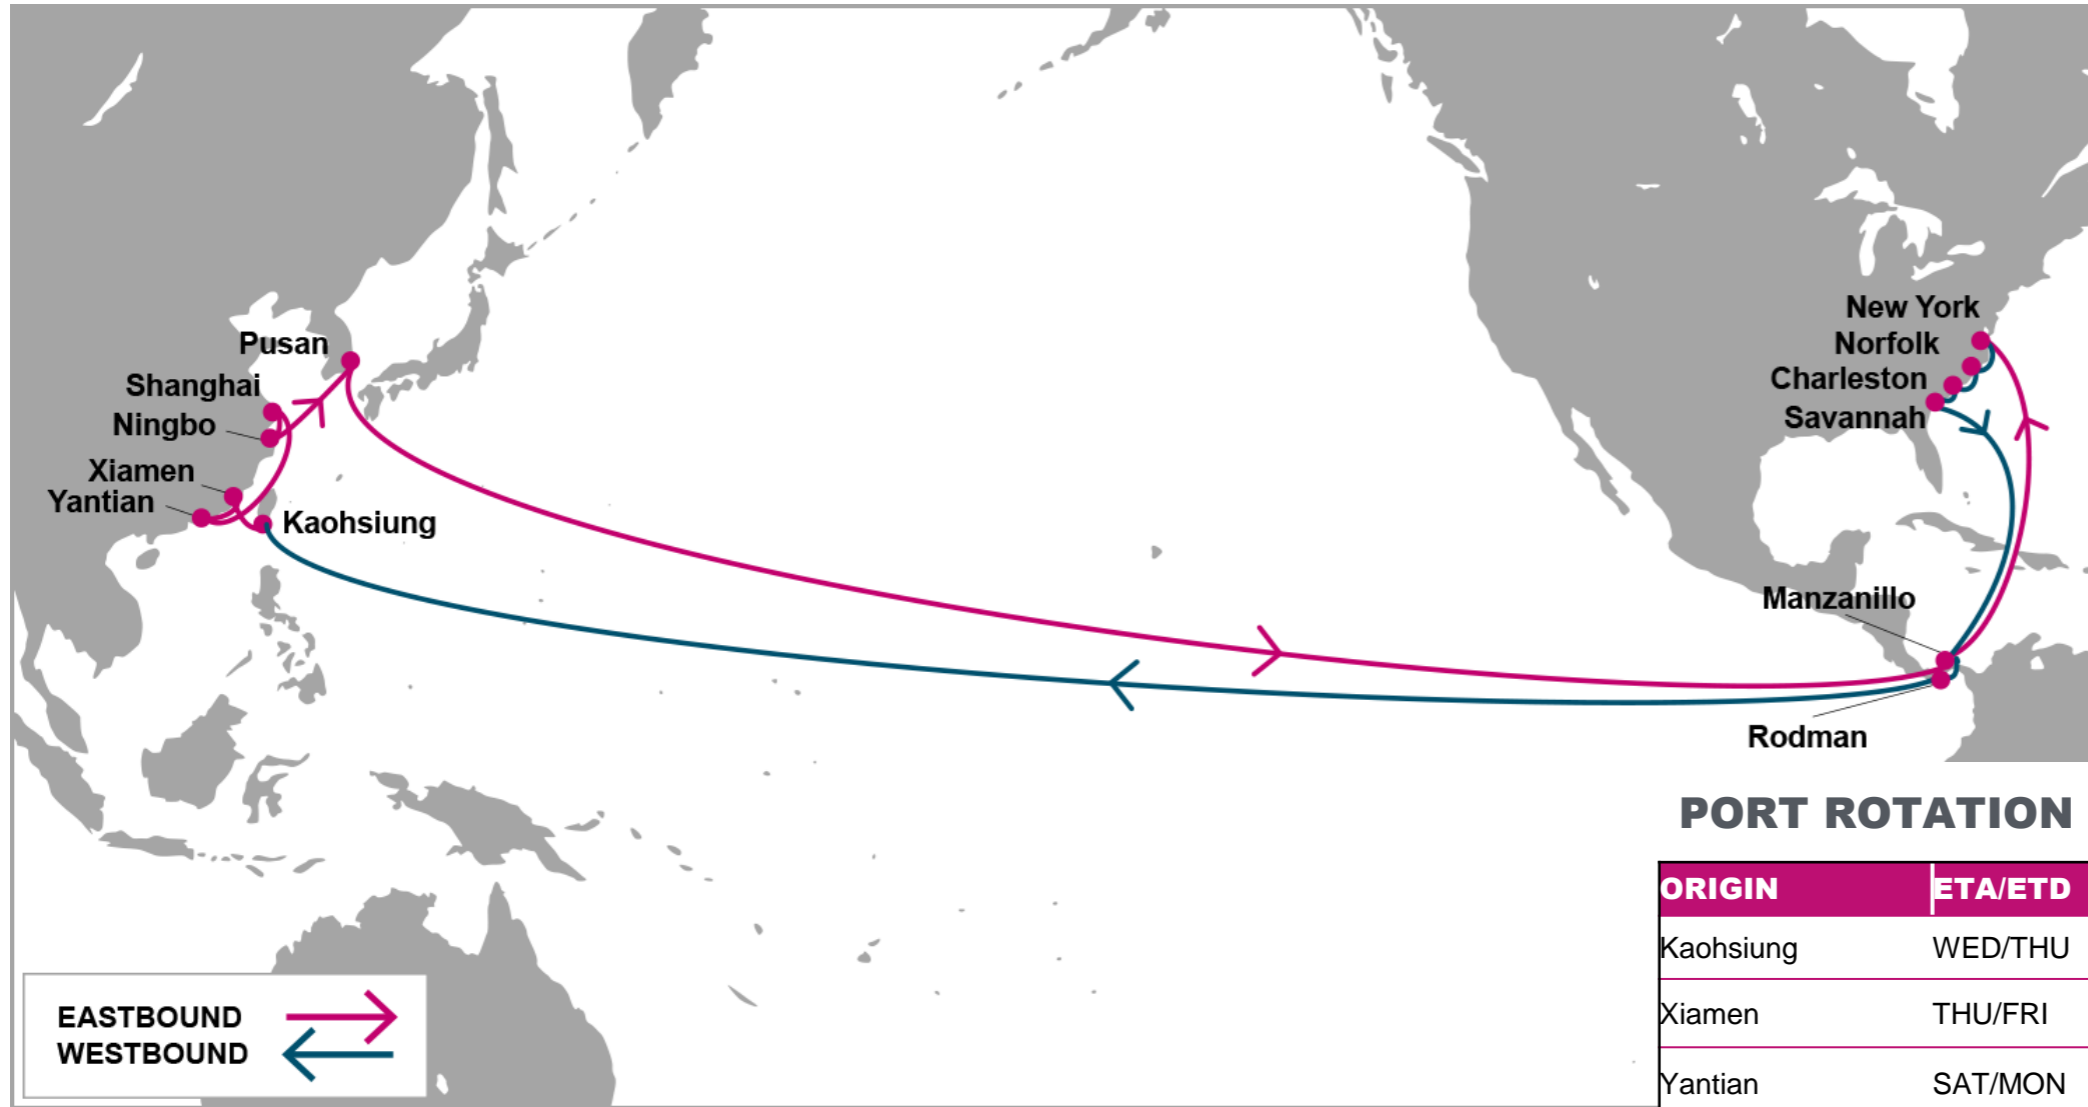 New York
Norfolk
Charleston
Savannah
Pusan
Shanghai
Ningbo
Xiamen
Yantian
Kaohsiung
Manzanillo
Rodman
PORT ROTATION
ORIGIN ETA/ETD
Kaohsiung WED/THU
Xiamen THU/FRI
Yantian SAT/MON
EASTBOUND
WESTBOUND